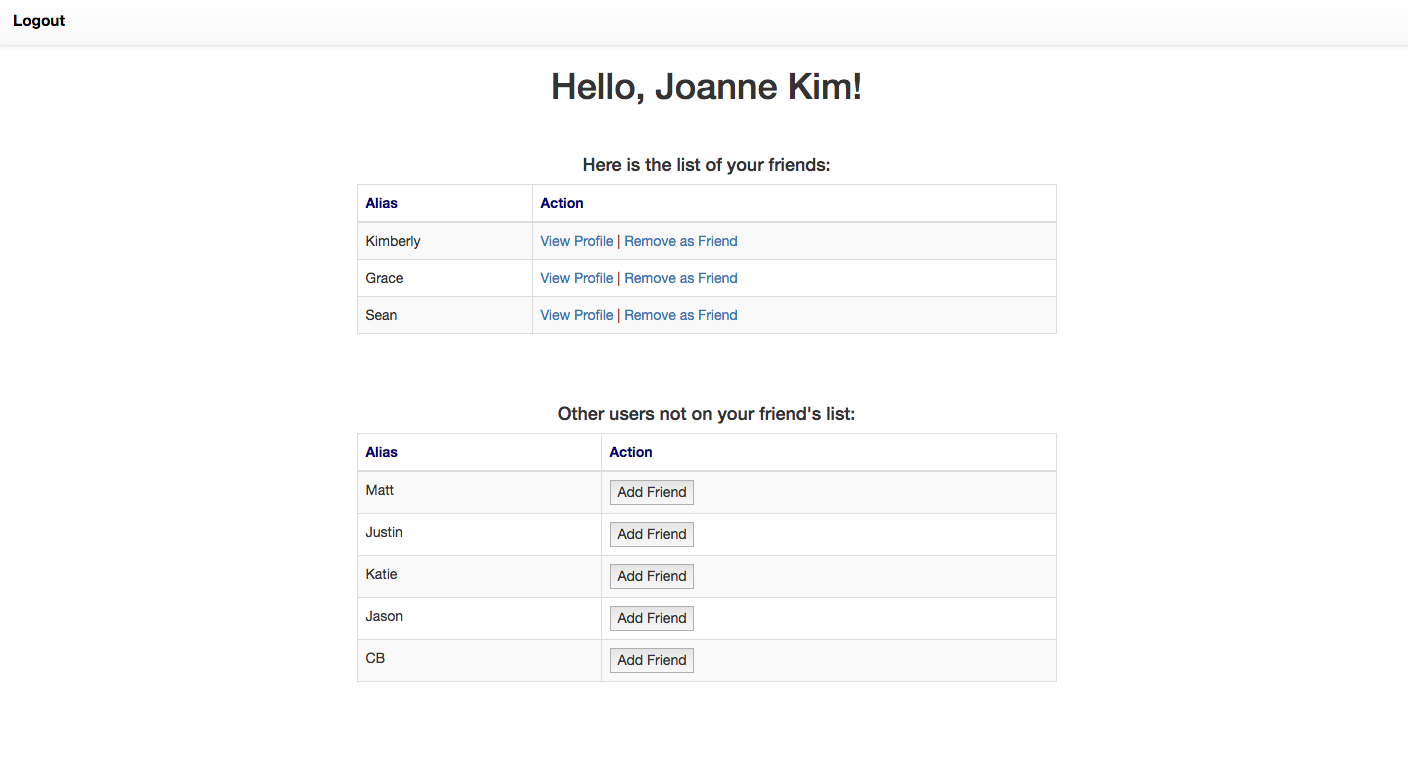 Logout
Hello, Joanne Kim!
Here is the list of your friends:
Alias Action
Kimberly View Profile | Remove as Friend
Grace View Profile | Remove as Friend
Sean View Profile | Remove as Friend
Other users not on your friend's list:
Alias Action
Matt Add Friend
Justin Add Friend
Katie Add Friend
Jason Add Friend
CB Add Friend